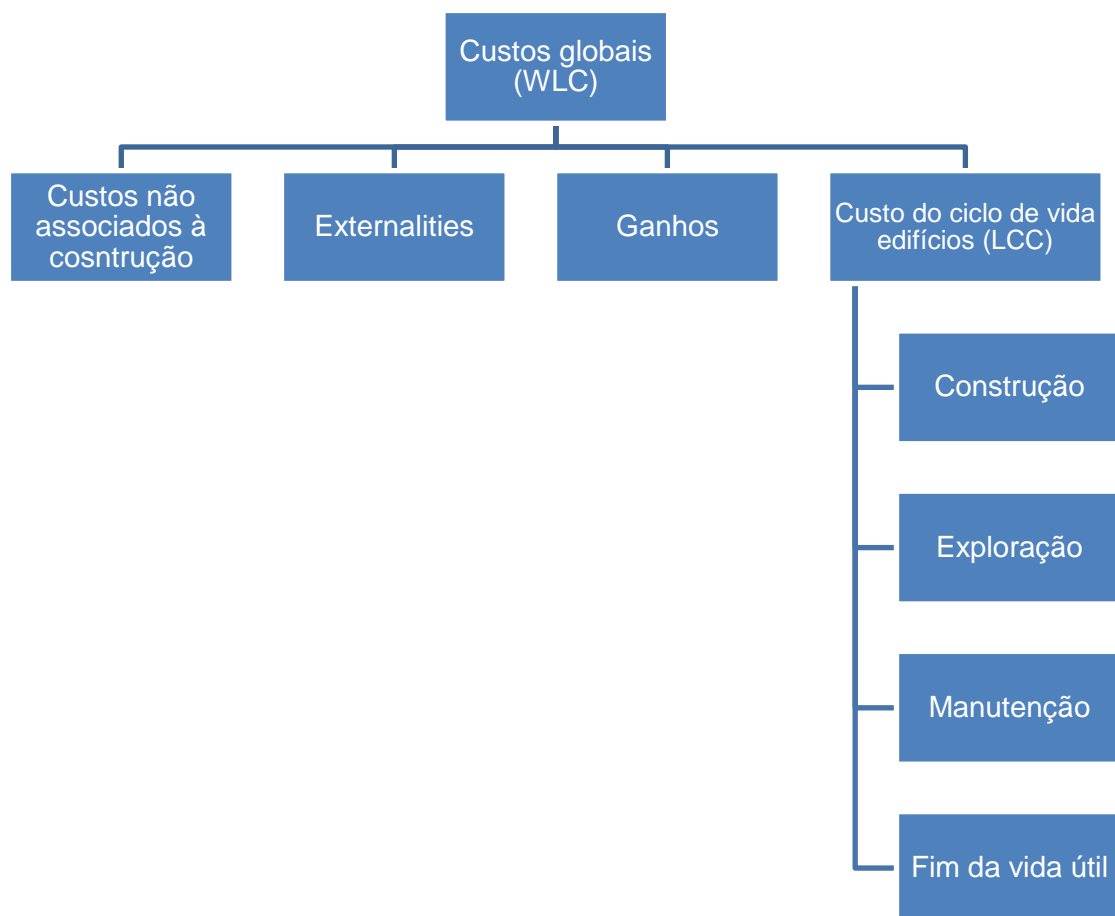 Custos globais
(WLC)
Custos não
associados à
cosntrução
Externalities
Ganhos
Custo do ciclo de vida
edifícios (LCC)
Construção
Exploração
Manutenção
Fim da vida útil